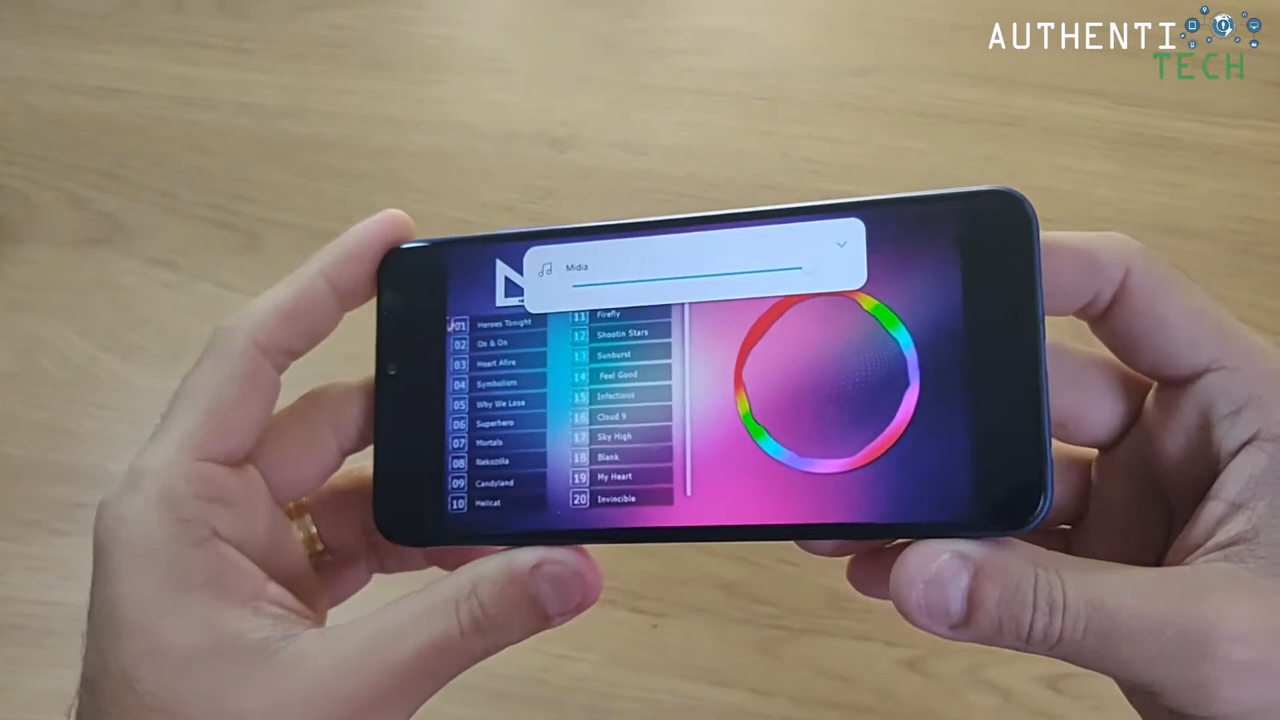 AUTHENTI
TECH
Mídia
01 Heroes Tonight
02 On & On
03 Heart Afire
04 Symbolism
05 Why We Lose
06 Superhero
07 Mortals
08 Nekozilla
09 Candyland
10 Hellcat
11 Firefly
12 Shootin Stars
13 Sunburst
14 Feel Good
15 Infectious
16 Cloud 9
17 Sky High
18 Blank
19 My Heart
20 Invincible